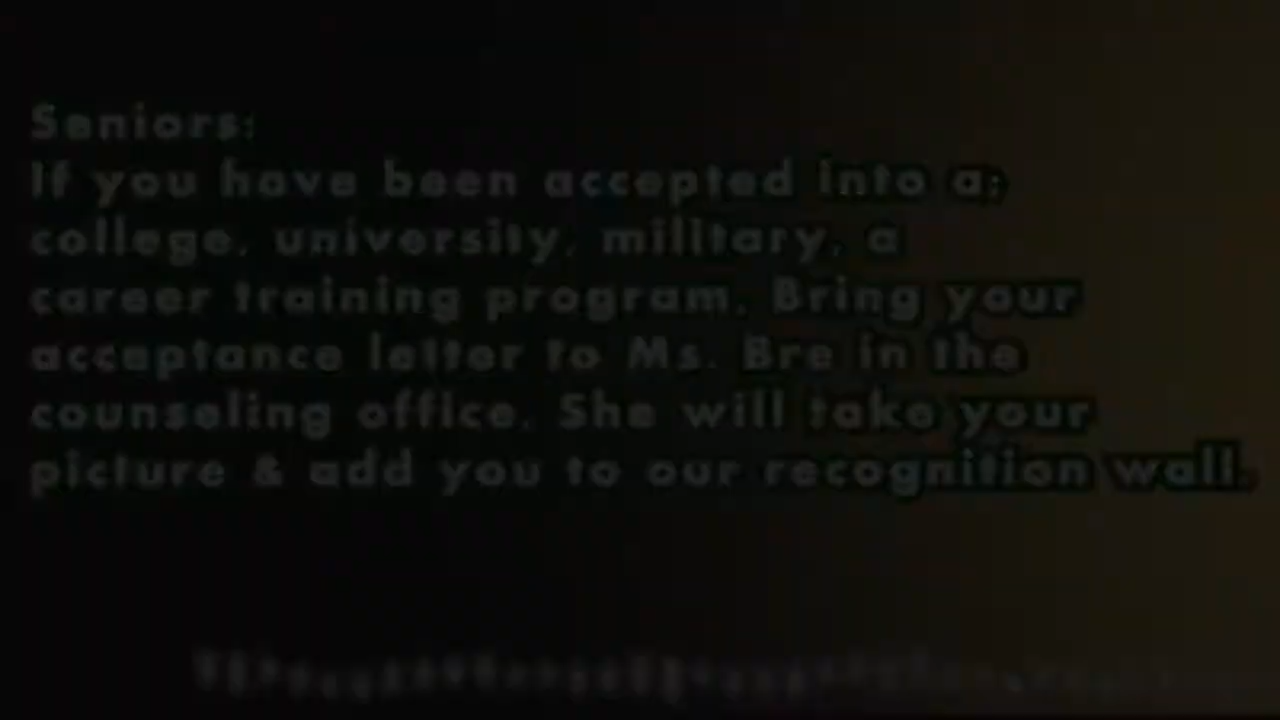 Seniors:
If you have been accepted into a;
college, university, military, a
career training program. Bring your
acceptance letter to Ms. Bre in the
counseling office. She will take your
picture & add you to our recognition wall.